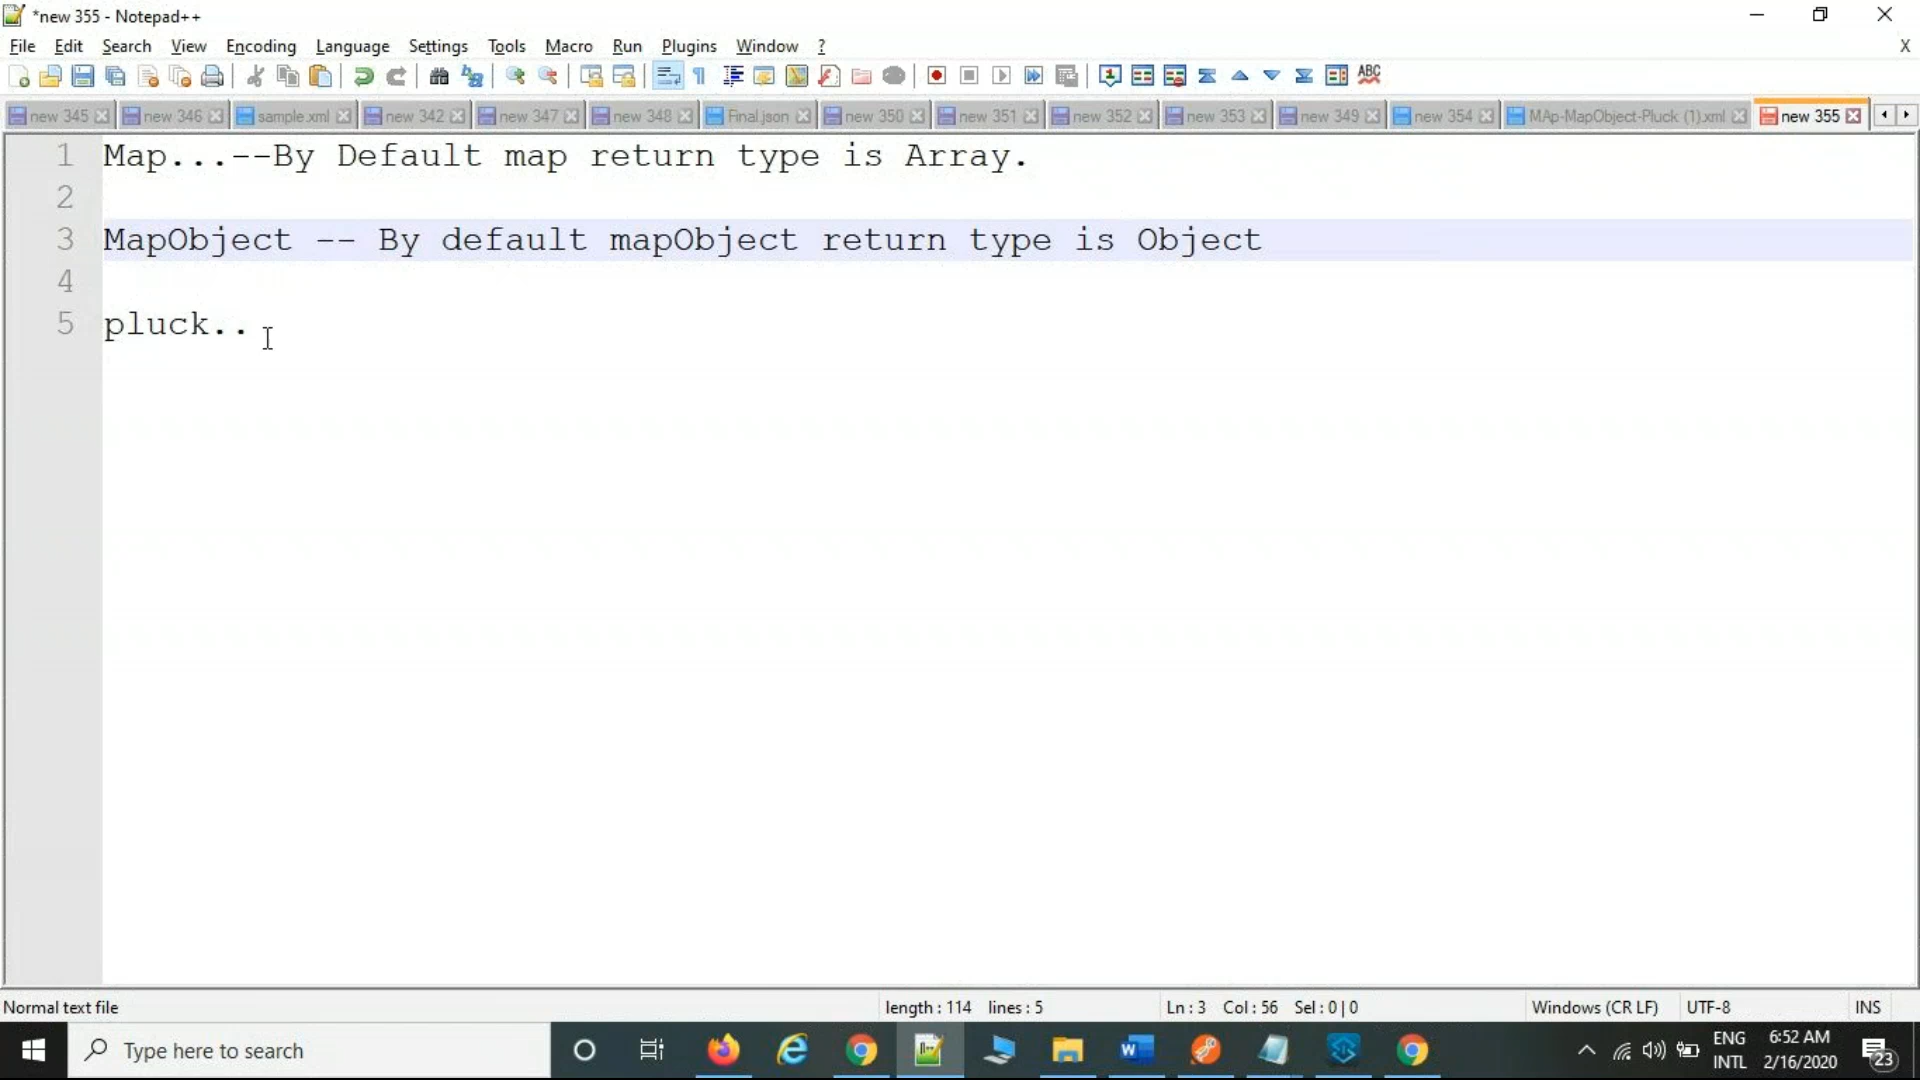 *new 355 - Notepad++
File Edit Search View Encoding Language Settings Tools Macro Run Plugins Window ? X
ABC
new 345 new 346 sample.xml new 342 new 347 new 348 Final.json new 350 new 351 new 352 new 353 new 349 new 354 MAp-MapObject-Pluck (1).xml new 355
1 Map...--By Default map return type is Array.
2
3 MapObject -- By default mapObject return type is Object
4
5 pluck..
Normal text file length : 114 lines : 5 Ln : 3 Col : 56 Sel : 0 | 0 Windows (CR LF) UTF-8 INS
Type here to search
ENG 6:52 AM
INTL 2/16/2020 23